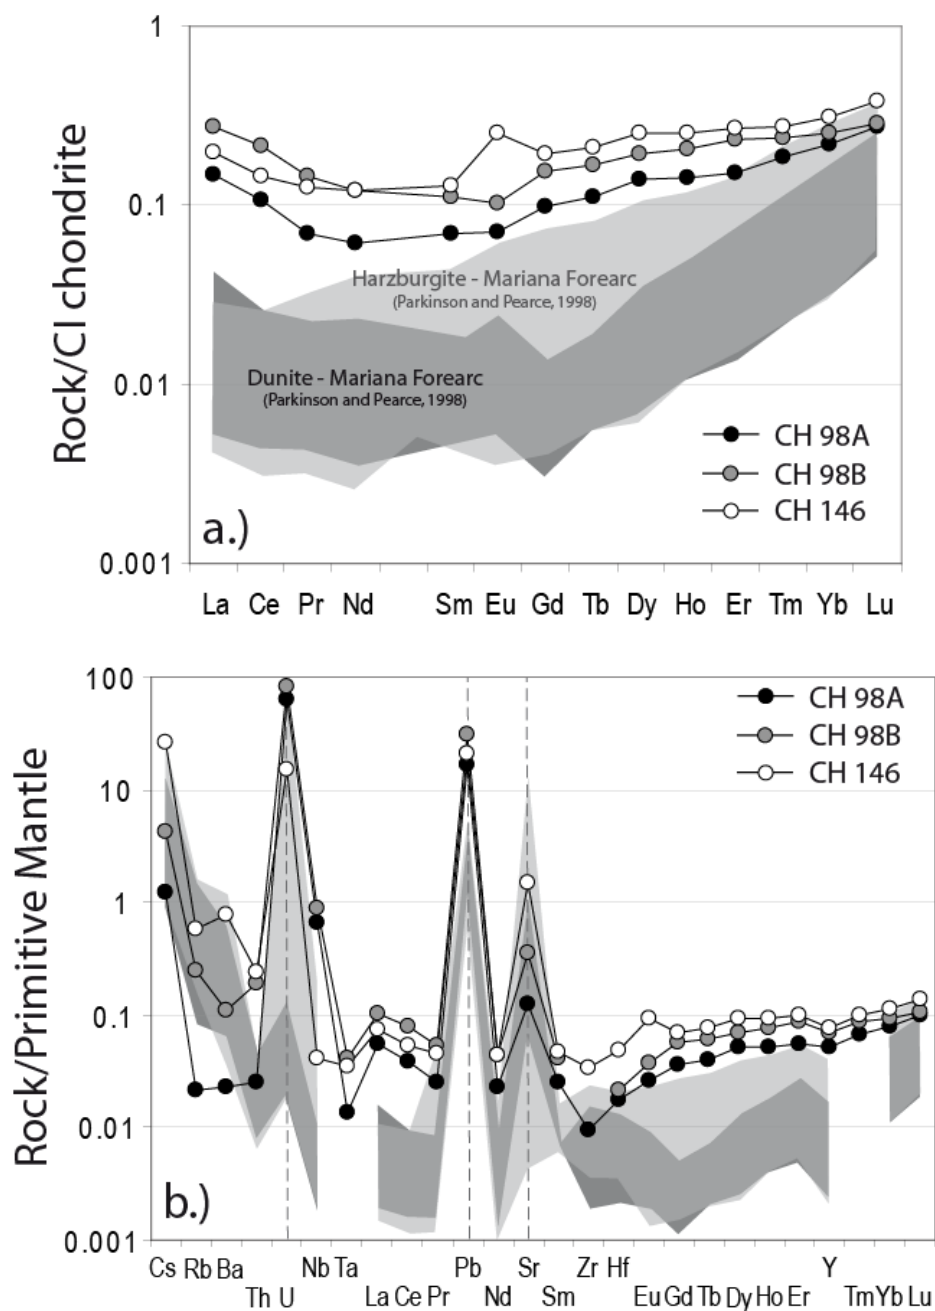 1
0.1
0.01
0.001
Rock/CI chondrite
Harzburgite - Mariana Forearc
(Parkinson and Pearce, 1998)
Dunite - Mariana Forearc
(Parkinson and Pearce, 1998)
CH 98A
CH 98B
CH 146
a.)
La Ce Pr Nd Sm Eu Gd Tb Dy Ho Er Tm Yb Lu
100
10
1
0.1
0.01
0.001
Rock/Primitive Mantle
CH 98A
CH 98B
CH 146
b.)
Cs Rb Ba Nb Ta Pb Sr Zr Hf Y
Th U La Ce Pr Nd Sm Eu Gd Tb Dy Ho Er Tm Yb Lu